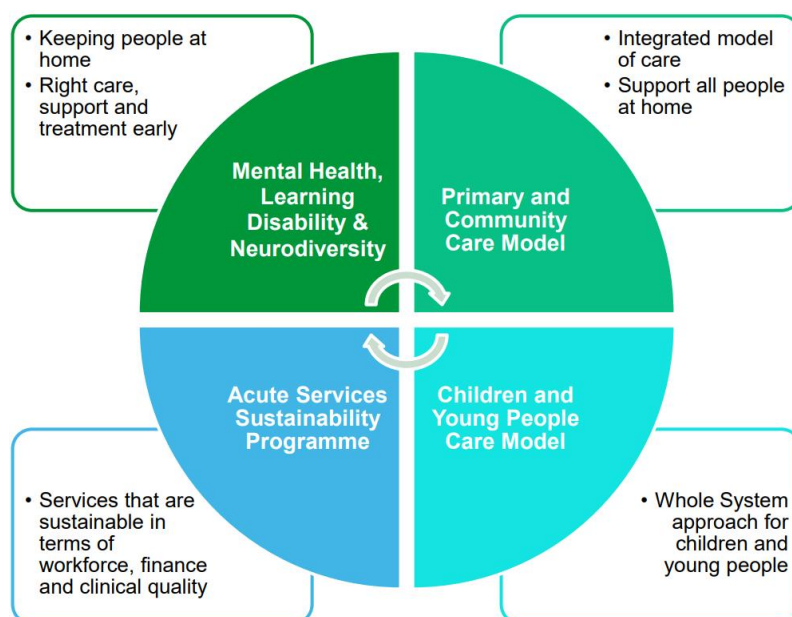 • Keeping people at
home
• Right care,
support and
treatment early
• Integrated model
of care
• Support all people
at home
Mental Health,
Learning
Disability &
Neurodiversity
Primary and
Community
Care Model
Acute Services
Sustainability
Programme
Children and
Young People
Care Model
• Services that are
sustainable in
terms of
workforce, finance
and clinical quality
• Whole System
approach for
children and
young people